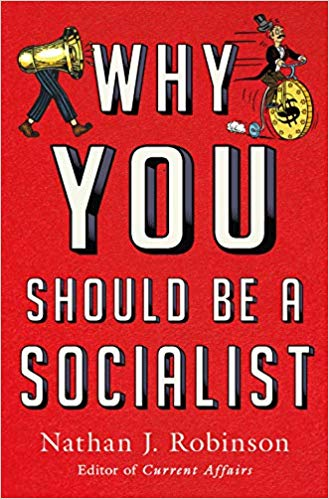 WHY
YOU
SHOULD BE A
SOCIALIST
Nathan J. Robinson
Editor of Current Affairs
$